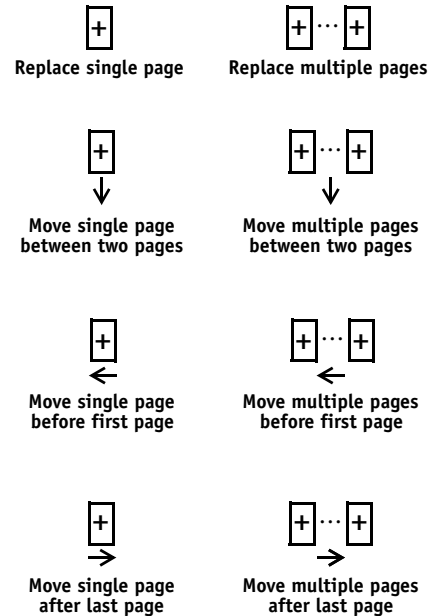 + + ··· +
Replace single page Replace multiple pages
+ + ··· +
Move single page Move multiple pages
between two pages between two pages
+ + ··· +
Move single page Move multiple pages
before first page before first page
+ + ··· +
Move single page Move multiple pages
after last page after last page